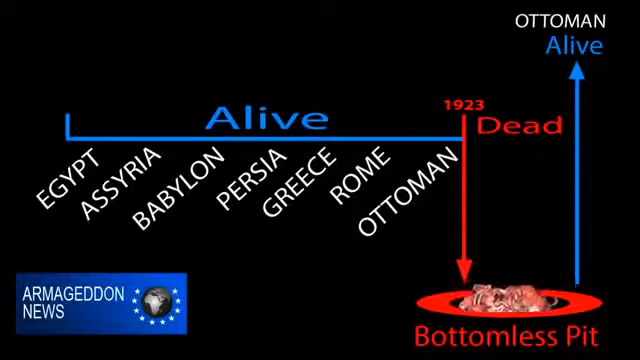 OTTOMAN
Alive
1923
Alive
Dead
EGYPT
ASSYRIA
BABYLON
PERSIA
GREECE
ROME
OTTOMAN
ARMAGEDDON
NEWS
Bottomless Pit